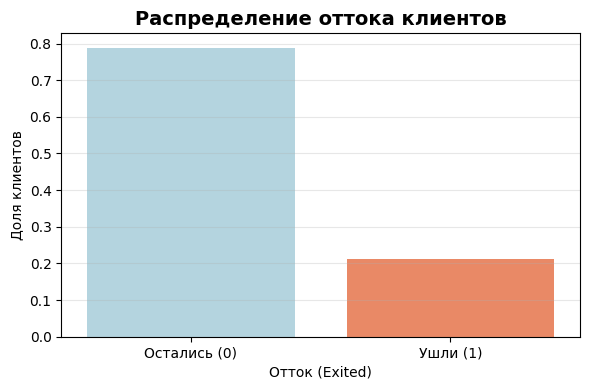 Распределение оттока клиентов
Доля клиентов
0.8
0.7
0.6
0.5
0.4
0.3
0.2
0.1
0.0
Остались (0)
Ушли (1)
Отток (Exited)